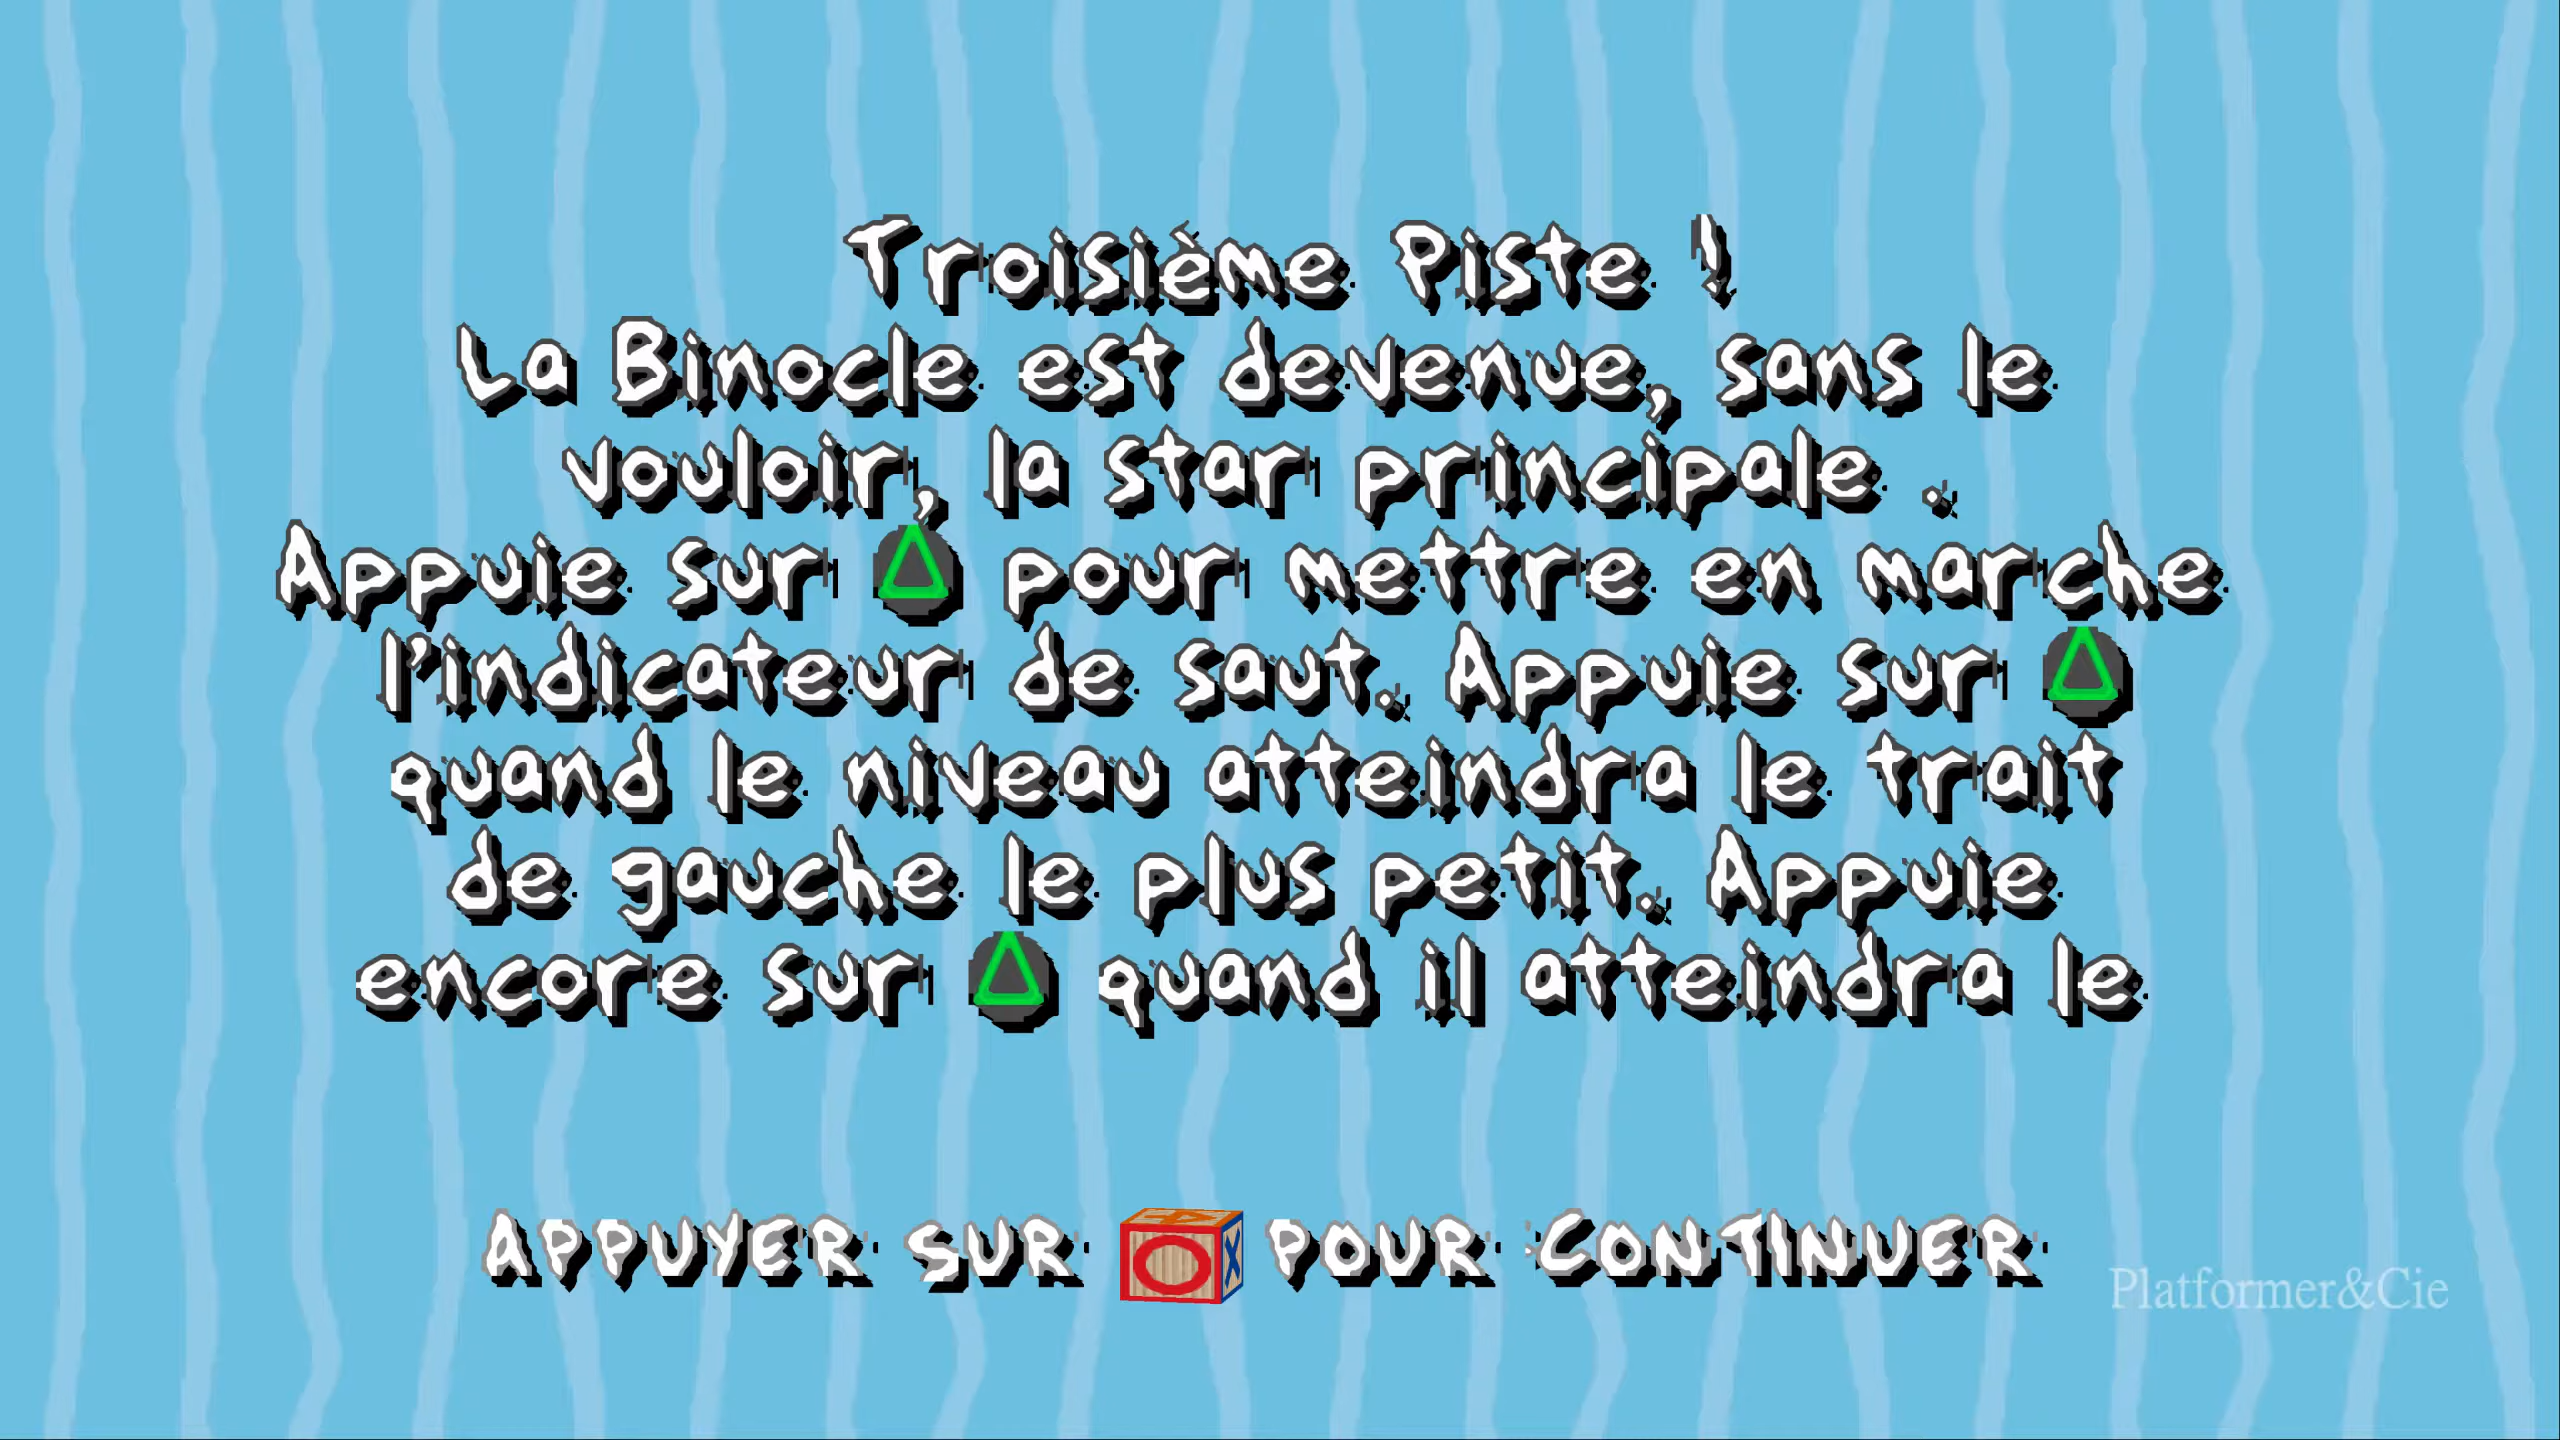 Troisième Piste !
La Binocle est devenue, sans le
vouloir, la star principale .
Appuie sur △ pour mettre en marche
l'indicateur de saut. Appuie sur △
quand le niveau atteindra le trait
de gauche le plus petit. Appuie
encore sur △ quand il atteindra le
APPUYER SUR O POUR CONTINUER
Platformer&Cie